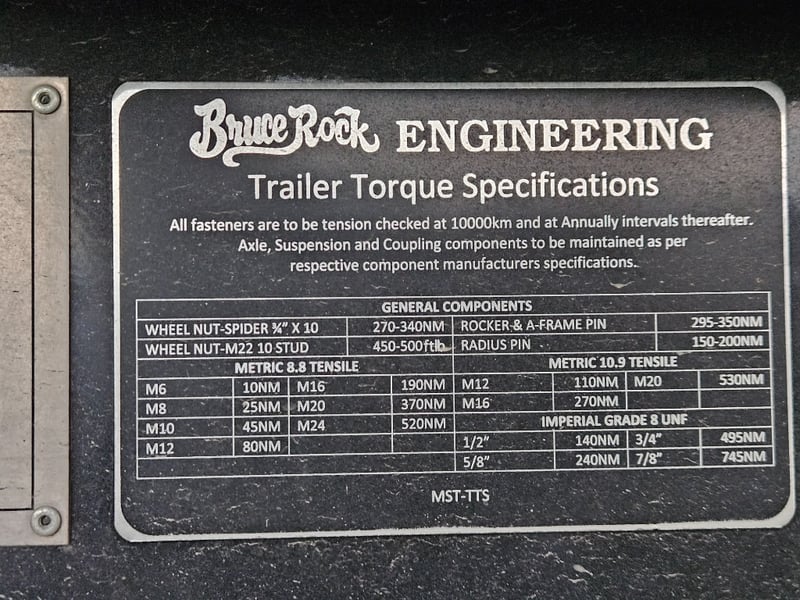 Bruce Rock ENGINEERING
Trailer Torque Specifications
All fasteners are to be tension checked at 10000km and at Annually intervals thereafter.
Axle, Suspension and Coupling components to be maintained as per
respective component manufacturers specifications.
GENERAL COMPONENTS
WHEEL NUT-SPIDER ¾" X 10 270-340NM ROCKER & A-FRAME PIN 295-350NM
WHEEL NUT-M22 10 STUD 450-500ftlb RADIUS PIN 150-200NM
METRIC 8.8 TENSILE METRIC 10.9 TENSILE
M6 10NM M16 190NM M12 110NM M20 530NM
M8 25NM M20 370NM M16 270NM
M10 45NM M24 520NM IMPERIAL GRADE 8 UNF
M12 80NM 1/2" 140NM 3/4" 495NM
5/8" 240NM 7/8" 745NM
MST-TTS